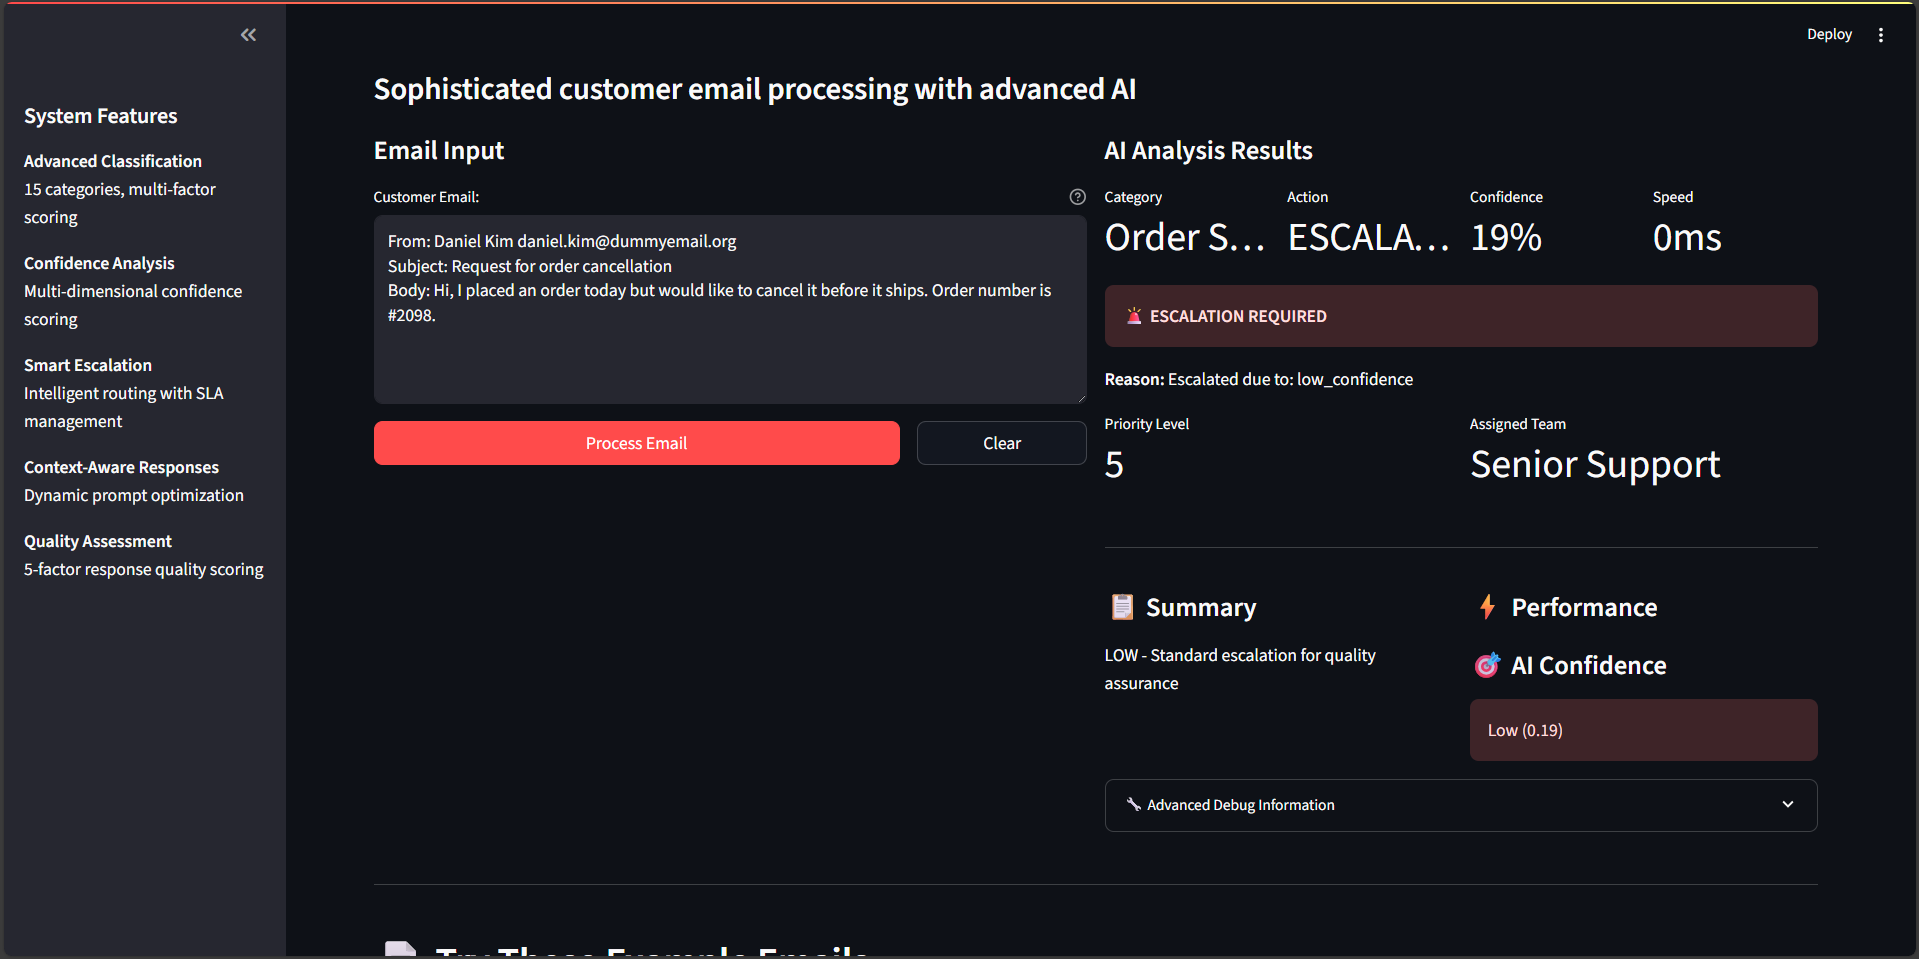 Deploy
System Features
Advanced Classification
15 categories, multi-factor
scoring
Confidence Analysis
Multi-dimensional confidence
scoring
Smart Escalation
Intelligent routing with SLA
management
Context-Aware Responses
Dynamic prompt optimization
Quality Assessment
5-factor response quality scoring
Sophisticated customer email processing with advanced AI
Email Input
Customer Email:
From: Daniel Kim daniel.kim@dummyemail.org
Subject: Request for order cancellation
Body: Hi, I placed an order today but would like to cancel it before it ships. Order number is
#2098.
Process Email
Clear
AI Analysis Results
Category
Order S...
Action
ESCALA...
Confidence
19%
Speed
0ms
🚨 ESCALATION REQUIRED
Reason: Escalated due to: low_confidence
Priority Level
5
Assigned Team
Senior Support
📋 Summary
LOW - Standard escalation for quality
assurance
⚡ Performance
🎯 AI Confidence
Low (0.19)
🔧 Advanced Debug Information
Try These Example Emails